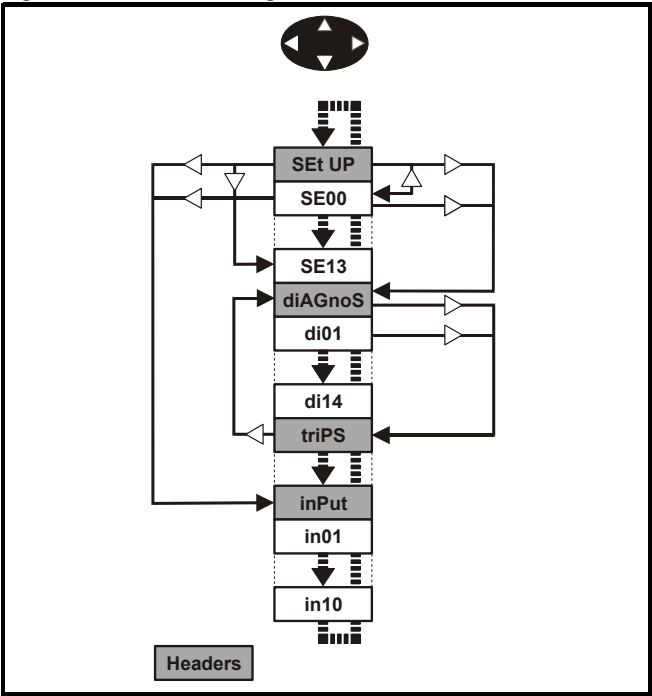 SEt UP
SE00
SE13
diAGnoS
di01
di14
triPS
inPut
in01
in10
Headers